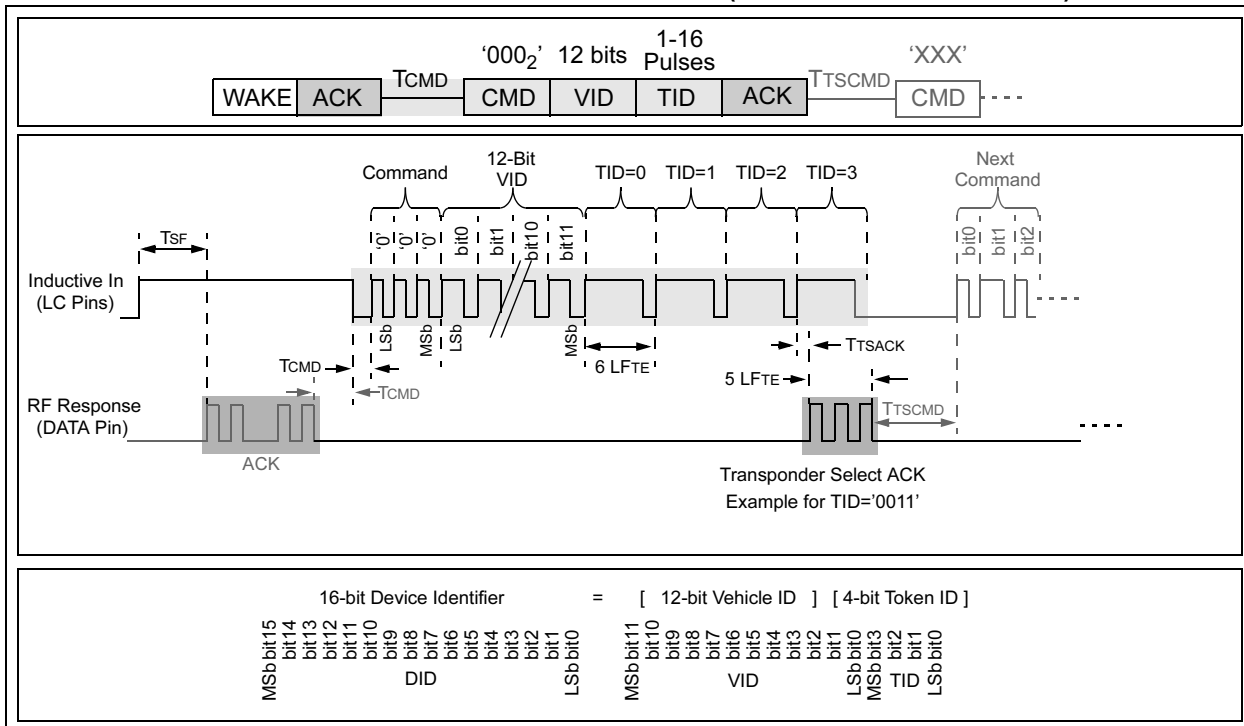 '000₂' 12 bits 1-16 Pulses 'XXX'
WAKE ACK TCMD CMD VID TID ACK TTSCMD CMD
Command 12-Bit VID TID=0 TID=1 TID=2 TID=3 Next Command
'0' '0' '0' bit0 bit1 bit10 bit11 bit0 bit1 bit2
TSF
Inductive In
(LC Pins)
LSb MSb LSb MSb
6 LFTE
TTSACK
TCMD
TCMD
5 LFTE
TTSCMD
RF Response
(DATA Pin)
ACK
Transponder Select ACK
Example for TID='0011'
16-bit Device Identifier = [ 12-bit Vehicle ID ] [ 4-bit Token ID ]
MSb bit15 bit14 bit13 bit12 bit11 bit10 bit9 bit8 bit7 bit6 bit5 bit4 bit3 bit2 bit1 LSb bit0
DID
MSb bit11 bit10 bit9 bit8 bit7 bit6 bit5 bit4 bit3 bit2 bit1 LSb bit0
VID
MSb bit3 bit2 bit1 LSb bit0
TID